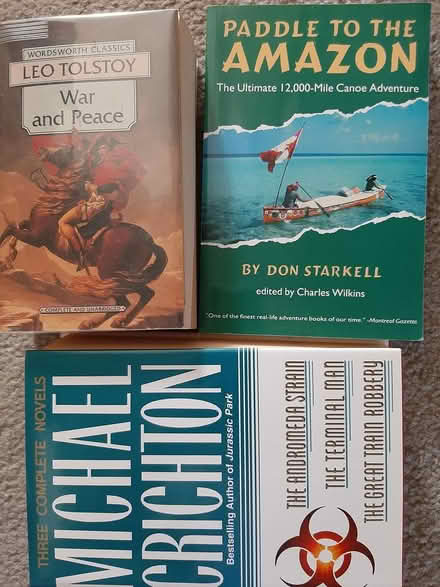 WORDSWORTH CLASSICS
LEO TOLSTOY
War
and Peace
COMPLETE AND UNABRIDGED
PADDLE TO THE
AMAZON
The Ultimate 12,000-Mile Canoe Adventure
BY DON STARKELL
edited by Charles Wilkins
"One of the finest real-life adventure books of our time." -Montreal Gazette
THREE COMPLETE NOVELS
MICHAEL
CRICHTON
Bestselling Author of Jurassic Park
THE ANDROMEDA STRAIN
THE TERMINAL MAN
THE GREAT TRAIN ROBBERY